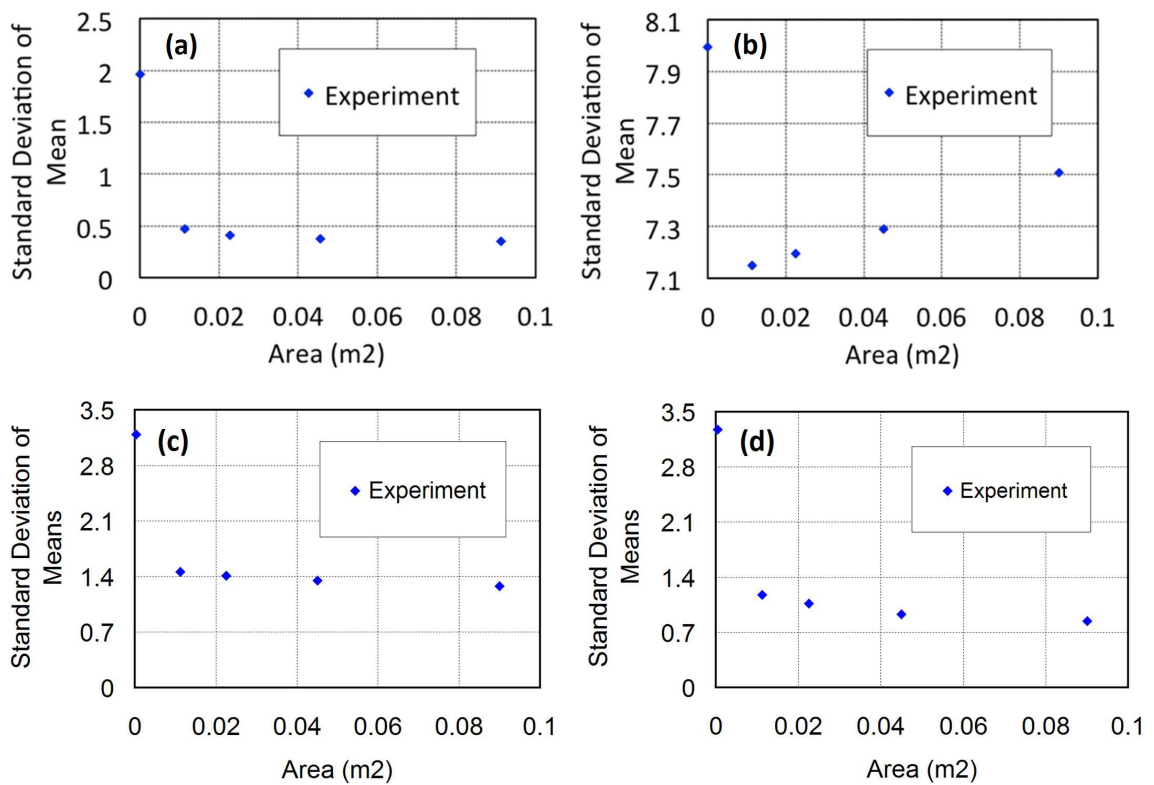 (a)
Standard Deviation of
Mean
2.5
2
1.5
1
0.5
0
Experiment
0 0.02 0.04 0.06 0.08 0.1
Area (m2)
(b)
Standard Deviation of
Mean
8.1
7.9
7.7
7.5
7.3
7.1
Experiment
0 0.02 0.04 0.06 0.08 0.1
Area (m2)
(c)
Standard Deviation of
Means
3.5
2.8
2.1
1.4
0.7
0
Experiment
0 0.02 0.04 0.06 0.08 0.1
Area (m2)
(d)
Standard Deviation of
Means
3.5
2.8
2.1
1.4
0.7
0
Experiment
0 0.02 0.04 0.06 0.08 0.1
Area (m2)